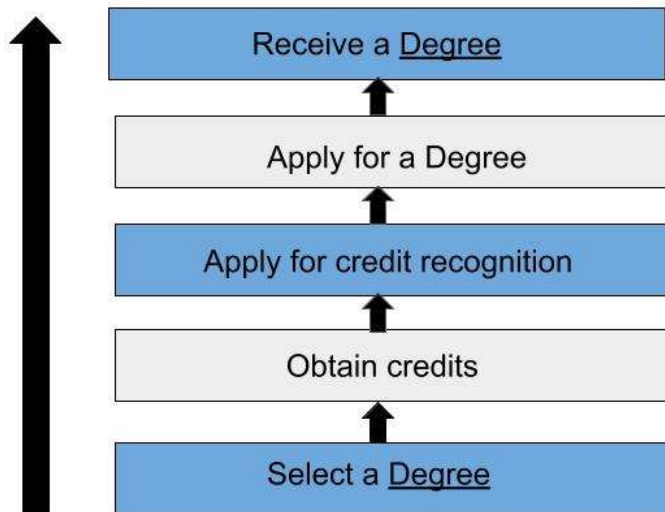 Receive a Degree
Apply for a Degree
Apply for credit recognition
Obtain credits
Select a Degree